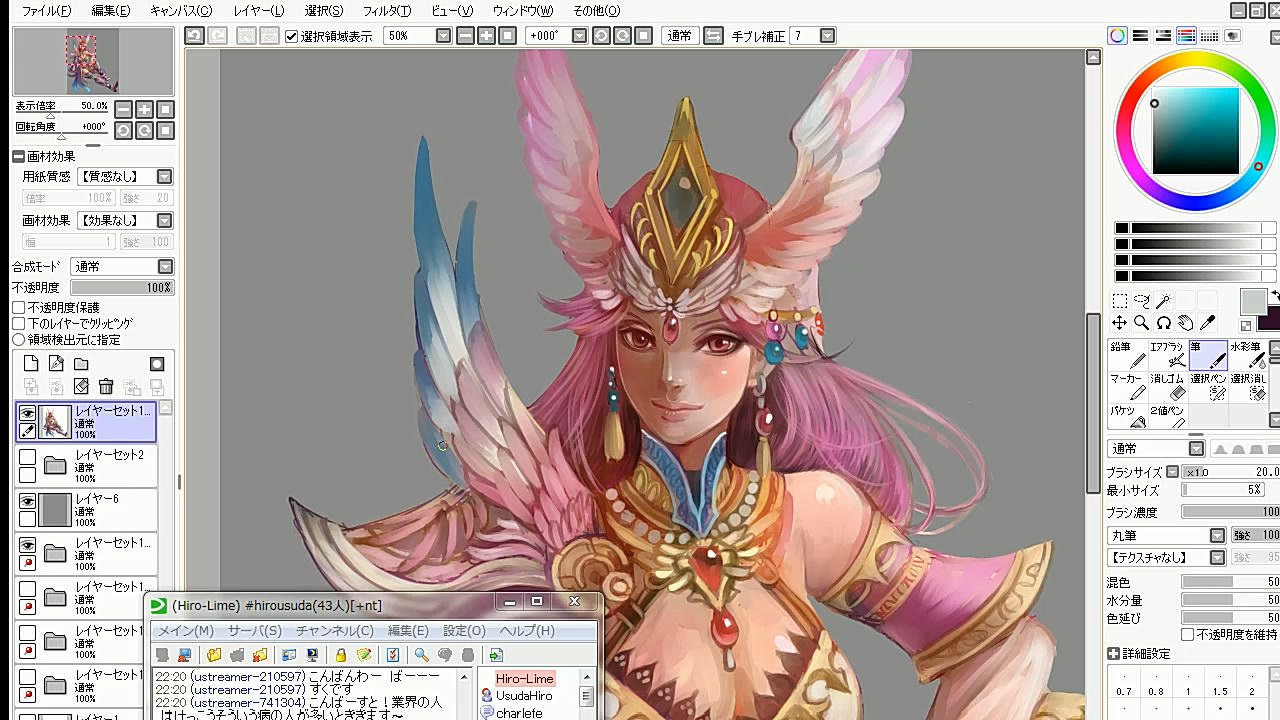 ファイル(F) 編集(E) キャンバス(C) レイヤー(L) 選択(S) フィルタ(T) ビュー(V) ウィンドウ(W) その他(O)
選択領域表示 50% +000° 通常 手ブレ補正 7
表示倍率 50.0%
回転角度 +000°
画材効果
用紙質感 【質感なし】
倍率 100% 強さ 20
画材効果 【効果なし】
幅 1 強さ 100
合成モード 通常
不透明度 100%
不透明度保護
下のレイヤーでクリッピング
領域検出元に指定
レイヤーセット1...
通常
100%
レイヤーセット2
通常
100%
レイヤー6
通常
100%
レイヤーセット1...
通常
100%
レイヤーセット1
通常
100%
レイヤーセット1
通常
100%
レイヤーセット1
通常
100%
鉛筆 エアブラシ 筆 水彩筆
マーカー 消しゴム 選択ペン 選択消し
バケツ 2値ペン
通常
ブラシサイズ x1.0 20.0
最小サイズ 5%
ブラシ濃度 100
丸筆 強さ 100
【テクスチャなし】 強さ 95
混色 50
水分量 50
色延び 50
不透明度を維持
詳細設定
0.7 0.8 1.5 2
(Hiro-Lime) #hirousuda(43人)[+nt]
メイン(M) サーバ(S) チャンネル(C) 編集(E) 設定(O) ヘルプ(H)
22:20 (ustreamer-210597) こんばんわー ばーーー
22:20 (ustreamer-210597) すぐです
22:20 (ustreamer-741304) こんばこすと！業界の人
Hiro-Lime
UsudaHiro
charlefe